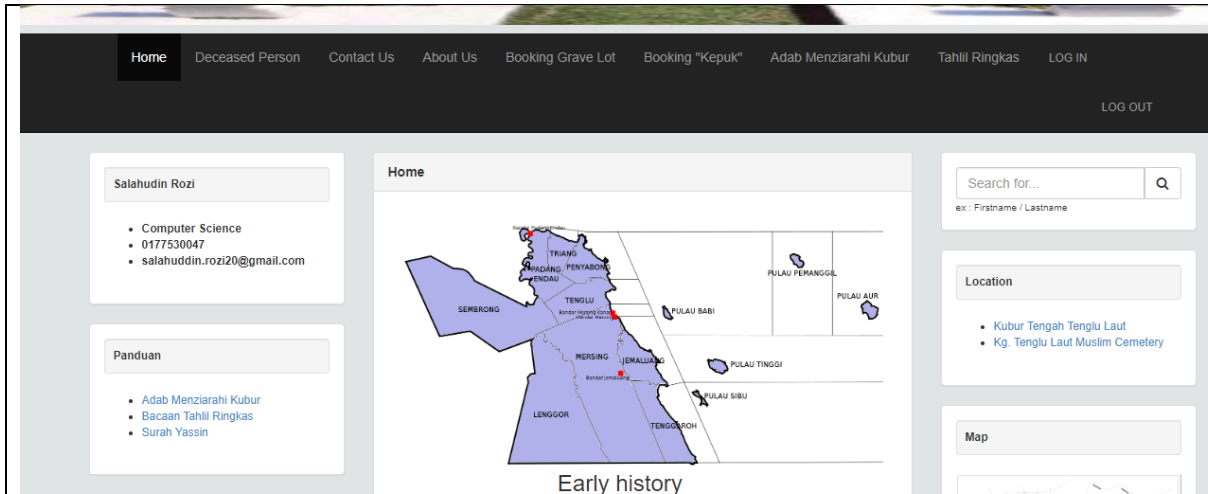 Home Deceased Person Contact Us About Us Booking Grave Lot Booking "Kepuk" Adab Menziarahi Kubur Tahlil Ringkas LOG IN
LOG OUT
Salahudin Rozi
Computer Science
0177530047
salahuddin.rozi20@gmail.com
Panduan
Adab Menziarahi Kubur
Bacaan Tahlil Ringkas
Surah Yassin
Home
TRIANG
PADANG ENDAU
PENYABONG
SEMBRONG
TENGLU
MERSING
JEMALUANG
Bandar Jemaluang
LENGGOR
TENGGAROH
PULAU BABI
PULAU PEMANGGIL
PULAU AUR
PULAU TINGGI
PULAU SIBU
Early history
Search for...
ex : Firstname / Lastname
Location
Kubur Tengah Tenglu Laut
Kg. Tenglu Laut Muslim Cemetery
Map